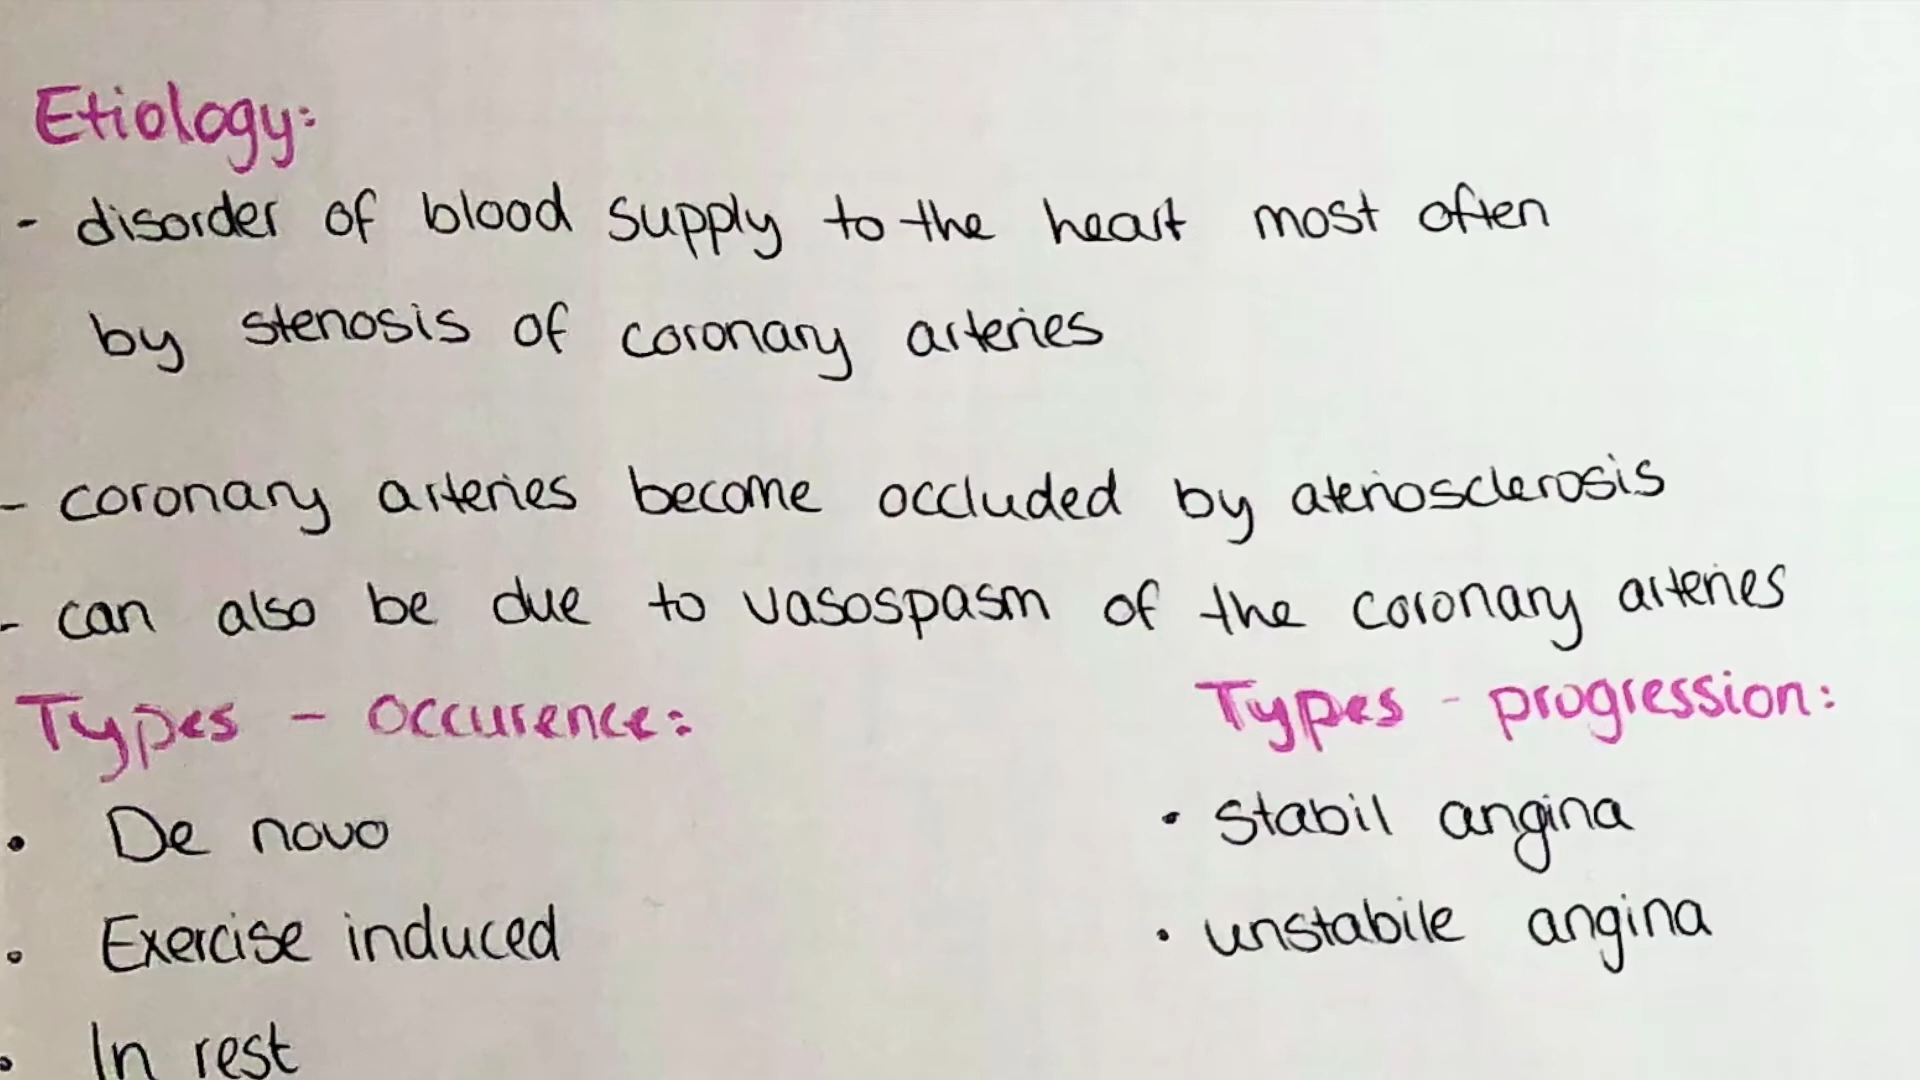 Etiology:
- disorder of blood supply to the heart most often
by stenosis of coronary arteries
- coronary arteries become occluded by ateriosclerosis
- can also be due to vasospasm of the coronary arteries
Types - occurence:
• De novo
• Exercise induced
• In rest
Types - progression:
• stabil angina
• unstabile angina